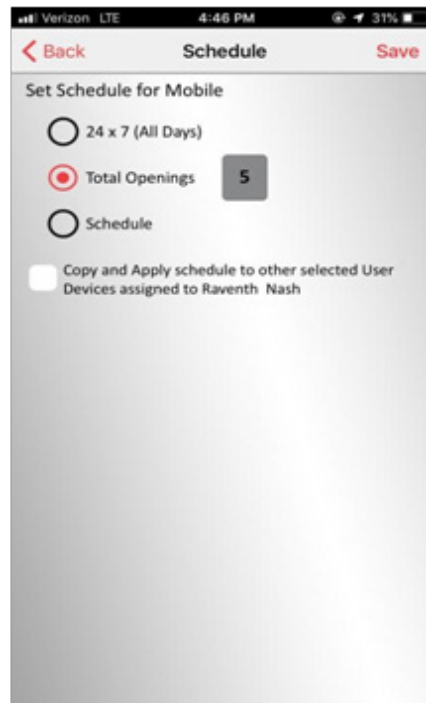 Verizon LTE 4:46 PM 31%
Back Schedule Save
Set Schedule for Mobile
24 x 7 (All Days)
Total Openings 5
Schedule
Copy and Apply schedule to other selected User
Devices assigned to Raventh Nash